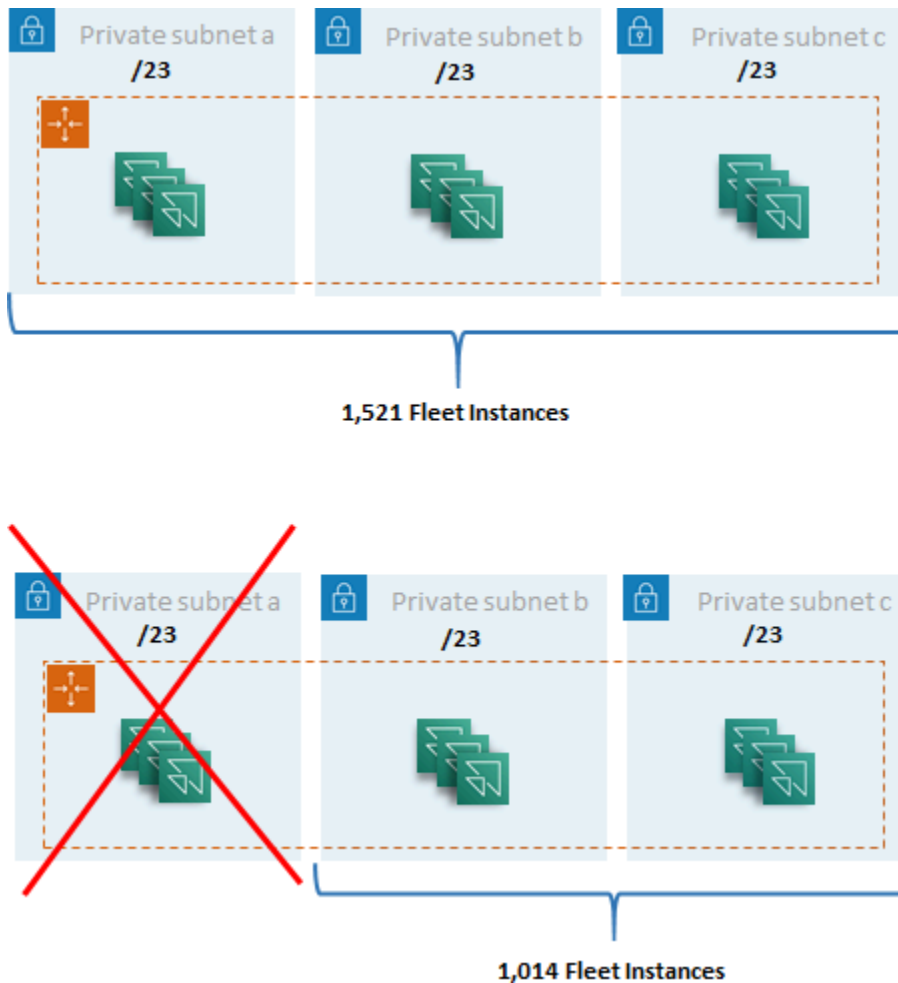 Private subnet a
/23
Private subnet b
/23
Private subnet c
/23
1,521 Fleet Instances
Private subnet a
/23
Private subnet b
/23
Private subnet c
/23
1,014 Fleet Instances